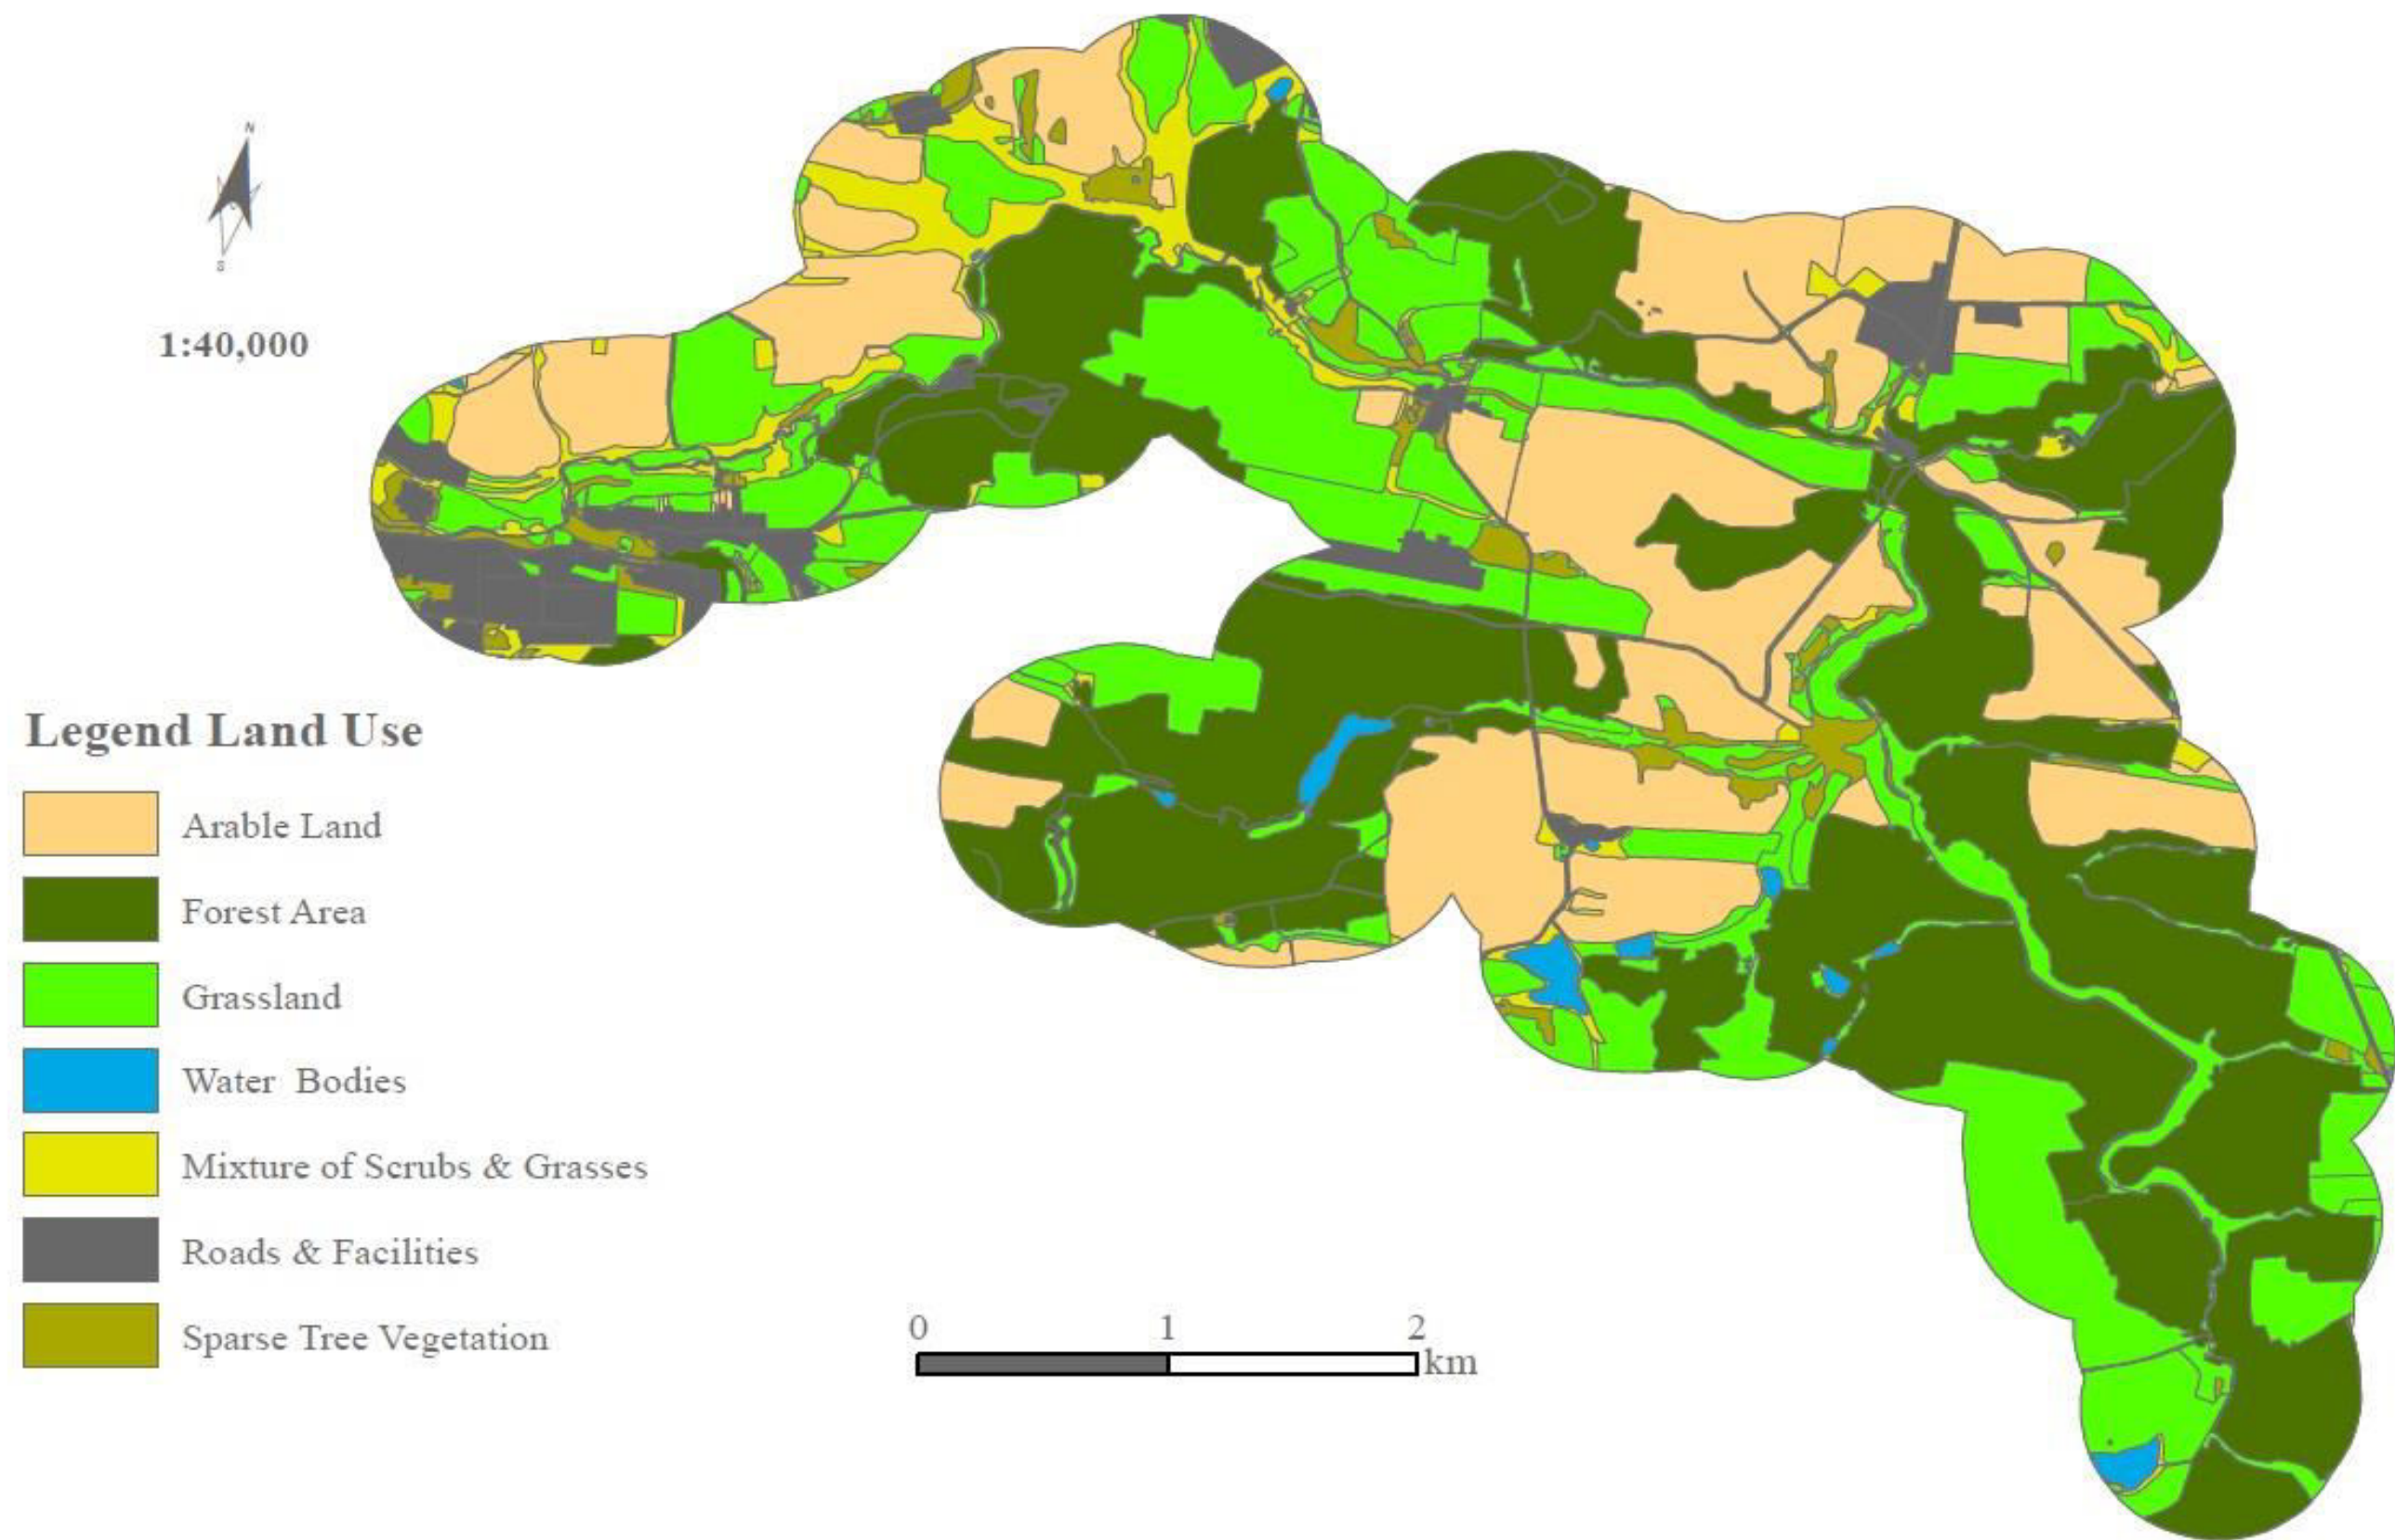 N
S
1:40,000
Legend Land Use
Arable Land
Forest Area
Grassland
Water Bodies
Mixture of Scrubs & Grasses
Roads & Facilities
Sparse Tree Vegetation
0 1 2
km